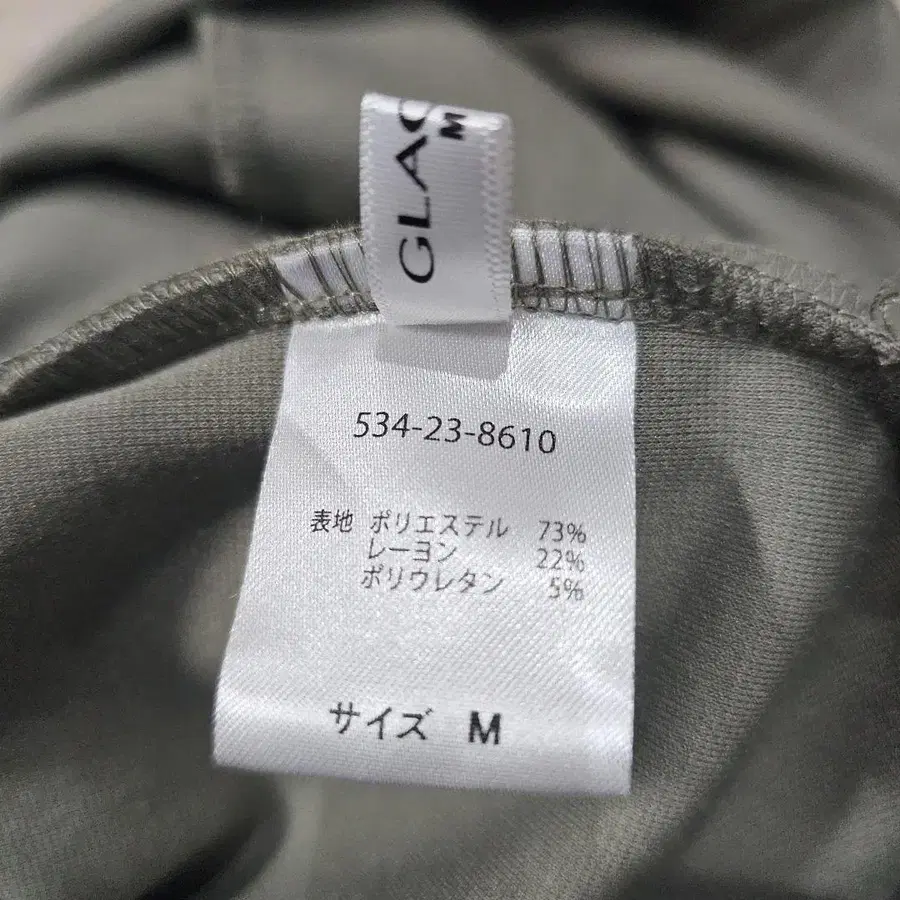 GLAC
M
534-23-8610
表地 ポリエステル 73%
レーヨン 22%
ポリウレタン 5%
サイズ M